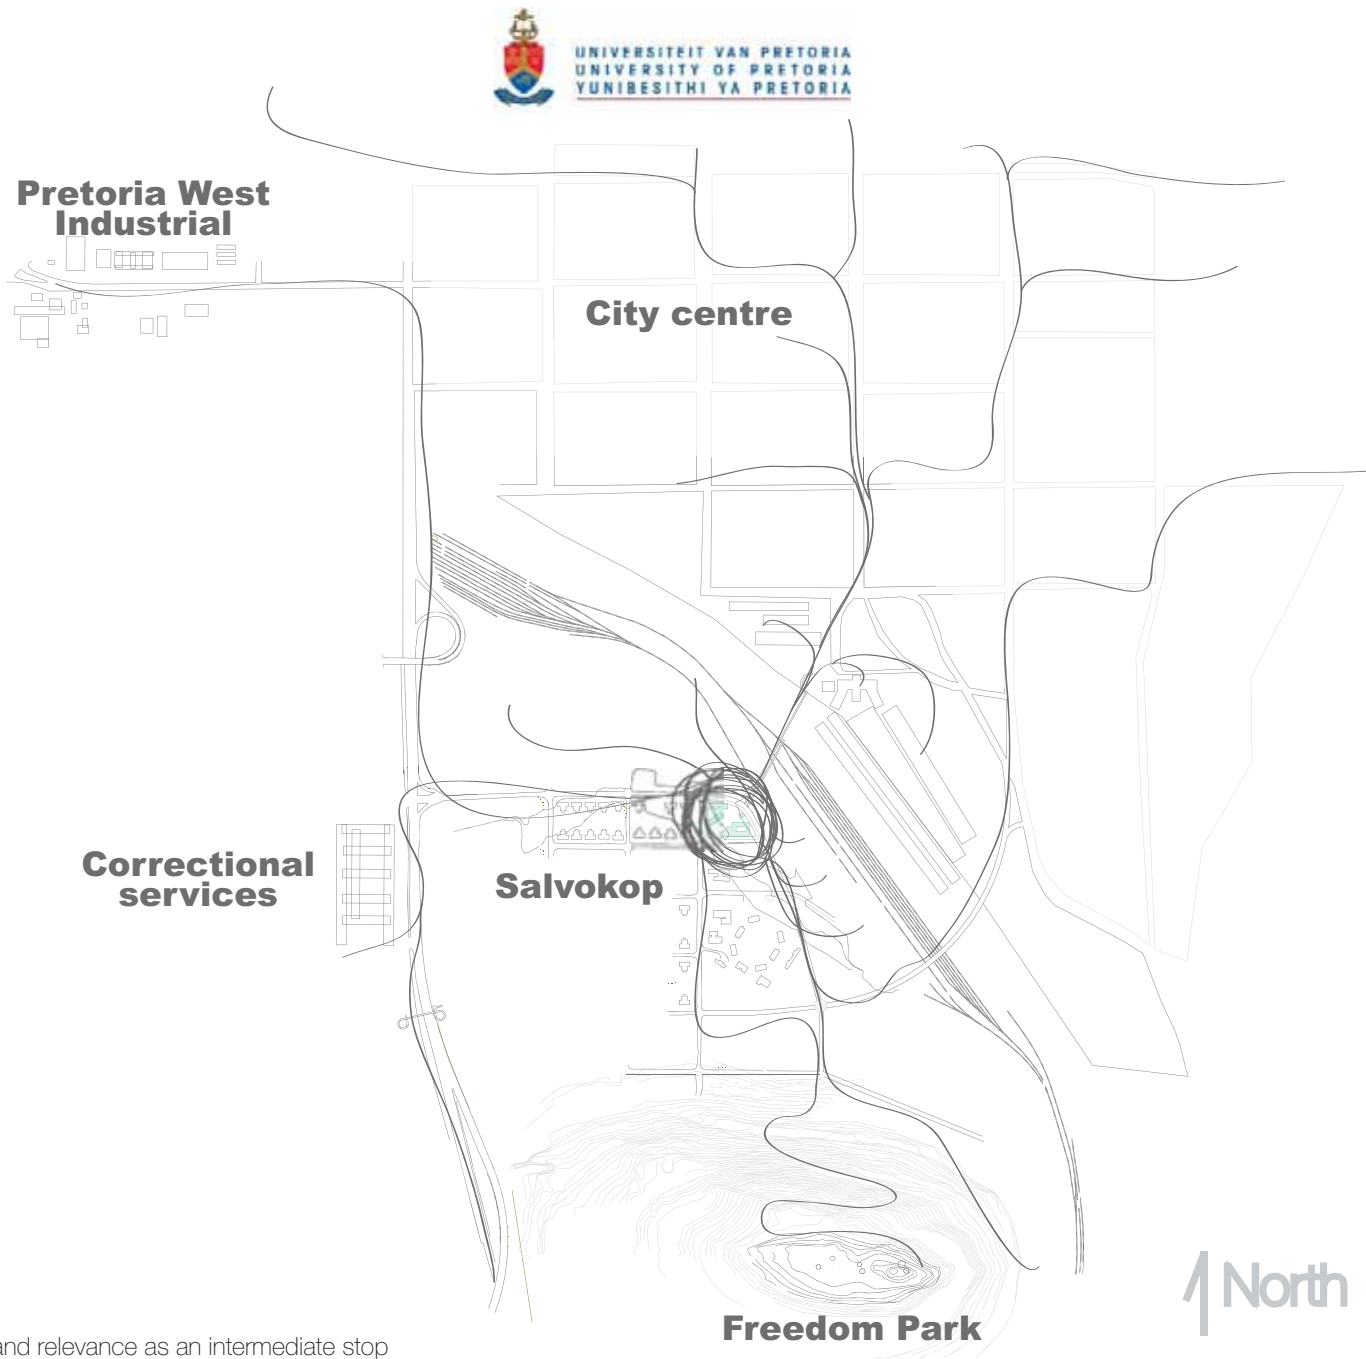 UNIVERSITEIT VAN PRETORIA
UNIVERSITY OF PRETORIA
YUNIBESITHI YA PRETORIA
Pretoria West
Industrial
City centre
Correctional
services
Salvokop
Freedom Park
North
and relevance as an intermediate stop